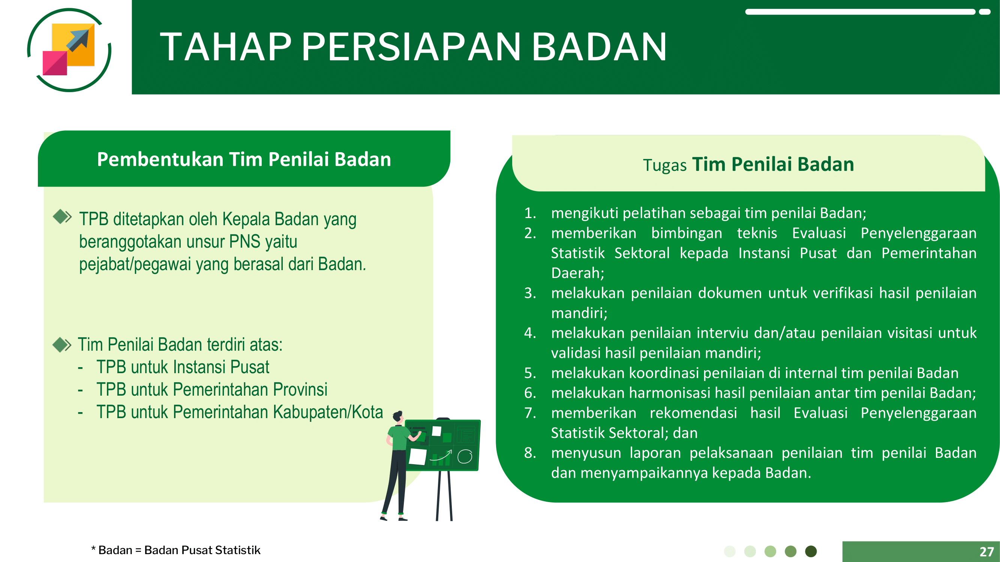 TAHAP PERSIAPAN BADAN
Pembentukan Tim Penilai Badan
TPB ditetapkan oleh Kepala Badan yang
beranggotakan unsur PNS yaitu
pejabat/pegawai yang berasal dari Badan.
Tim Penilai Badan terdiri atas:
- TPB untuk Instansi Pusat
- TPB untuk Pemerintahan Provinsi
- TPB untuk Pemerintahan Kabupaten/Kota
Tugas Tim Penilai Badan
1. mengikuti pelatihan sebagai tim penilai Badan;
2. memberikan bimbingan teknis Evaluasi Penyelenggaraan
Statistik Sektoral kepada Instansi Pusat dan Pemerintahan
Daerah;
3. melakukan penilaian dokumen untuk verifikasi hasil penilaian
mandiri;
4. melakukan penilaian interviu dan/atau penilaian visitasi untuk
validasi hasil penilaian mandiri;
5. melakukan koordinasi penilaian di internal tim penilai Badan
6. melakukan harmonisasi hasil penilaian antar tim penilai Badan;
7. memberikan rekomendasi hasil Evaluasi Penyelenggaraan
Statistik Sektoral; dan
8. menyusun laporan pelaksanaan penilaian tim penilai Badan
dan menyampaikannya kepada Badan.
* Badan = Badan Pusat Statistik
27